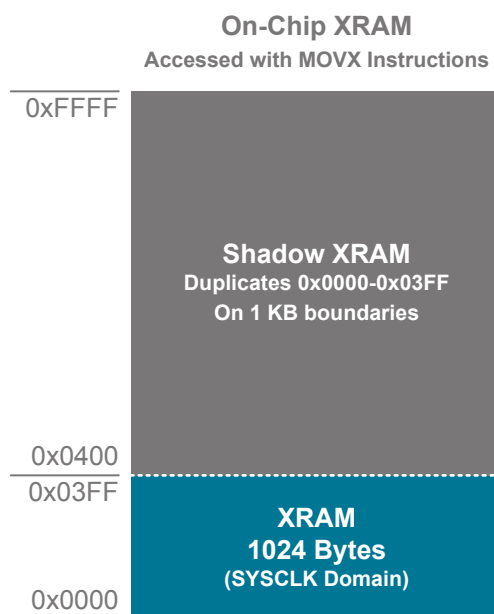 On-Chip XRAM
Accessed with MOVX Instructions
0xFFFF
Shadow XRAM
Duplicates 0x0000-0x03FF
On 1 KB boundaries
0x0400
0x03FF
XRAM
1024 Bytes
(SYSCLK Domain)
0x0000